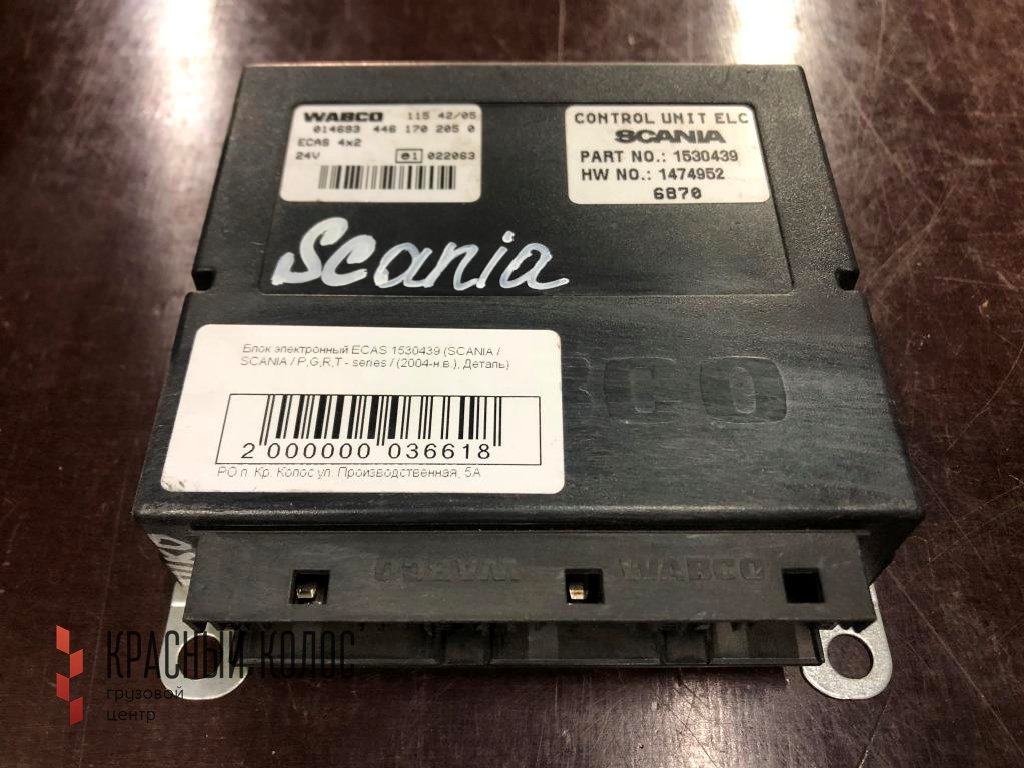 WABCO 115 42/05
014693 446 170 205 0
ECAS 4x2
24V e1 022063
CONTROL UNIT ELC
SCANIA
PART NO.: 1530439
HW NO.: 1474952
6870
Scania
Блок электронный ECAS 1530439 (SCANIA /
SCANIA / P,G,R,T - series / (2004-н.в.), Деталь)
2 000000 036618
РО п. Кр. Колос ул. Производственная, 5А
WABCO WABCO
КРАСНЫЙ КОЛОС
грузовой
центр